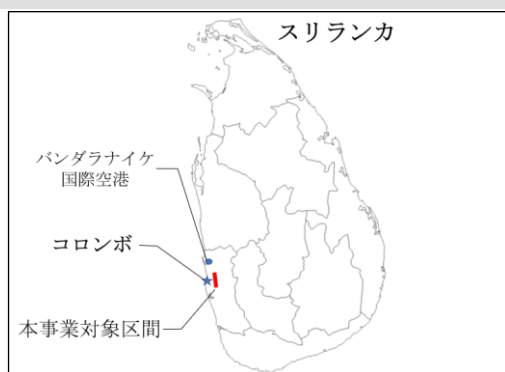 スリランカ
バンダラナイケ
国際空港
コロンボ
本事業対象区間